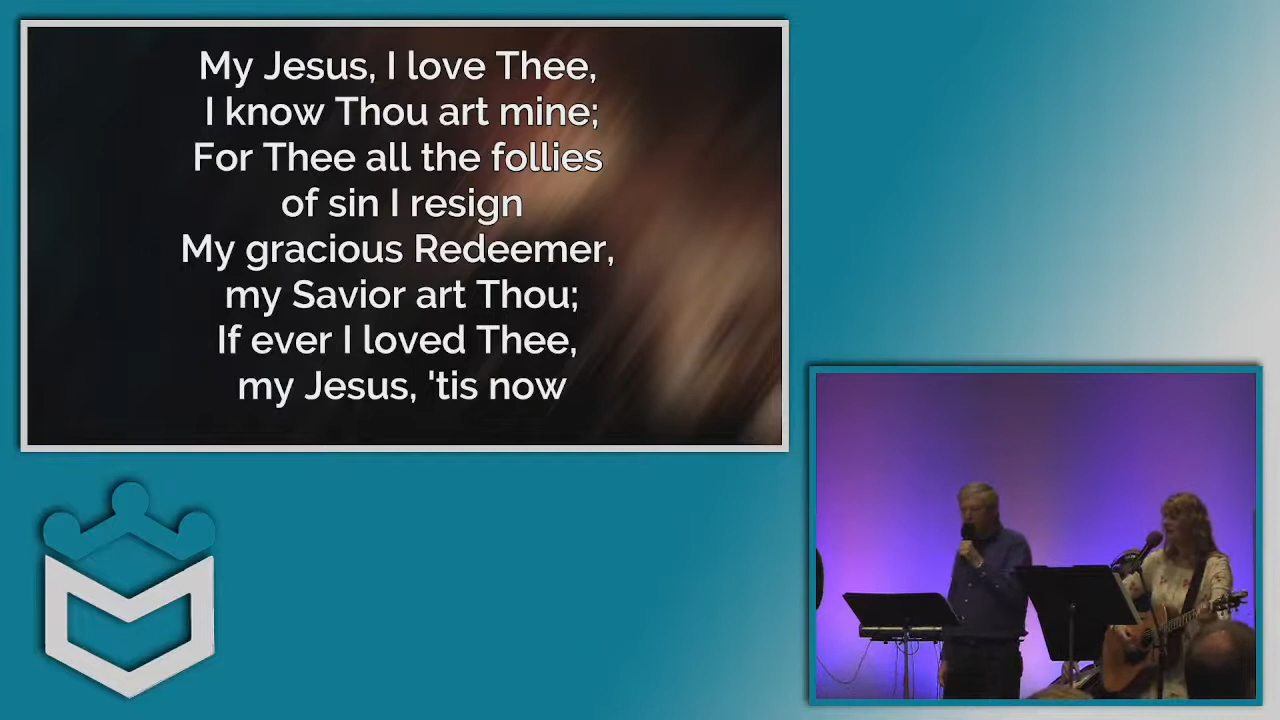 My Jesus, I love Thee,
I know Thou art mine;
For Thee all the follies
of sin I resign
My gracious Redeemer,
my Savior art Thou;
If ever I loved Thee,
my Jesus, 'tis now